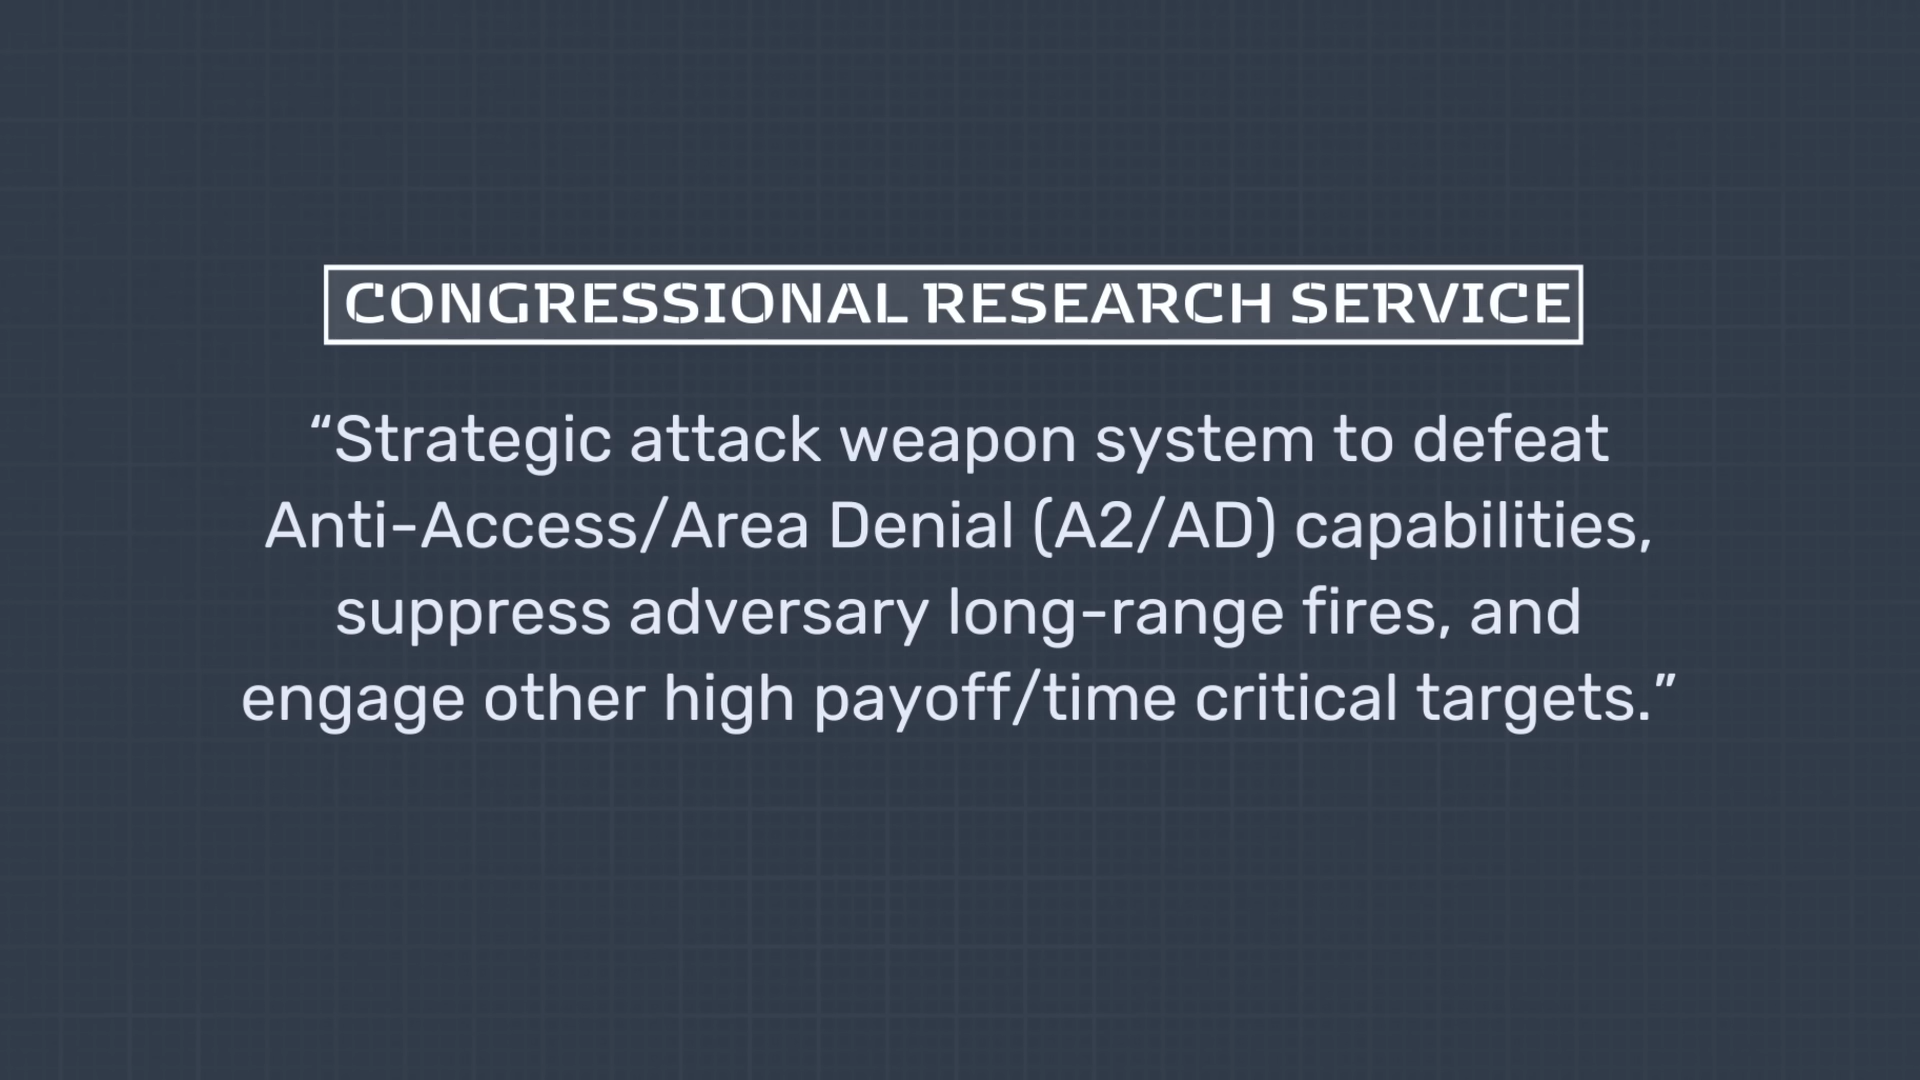 CONGRESSIONAL RESEARCH SERVICE
“Strategic attack weapon system to defeat
Anti-Access/Area Denial (A2/AD) capabilities,
suppress adversary long-range fires, and
engage other high payoff/time critical targets.”